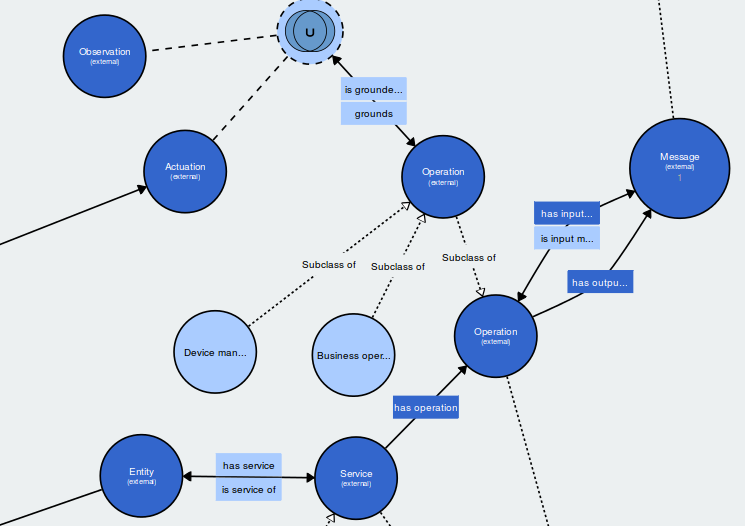 Observation
(external)
∪
is grounde...
grounds
Actuation
(external)
Operation
(external)
Message
(external)
1
has input...
is input m...
Subclass of
Subclass of
Subclass of
has outpu...
Device man...
Business oper...
Operation
(external)
has operation
Entity
(external)
has service
is service of
Service
(external)